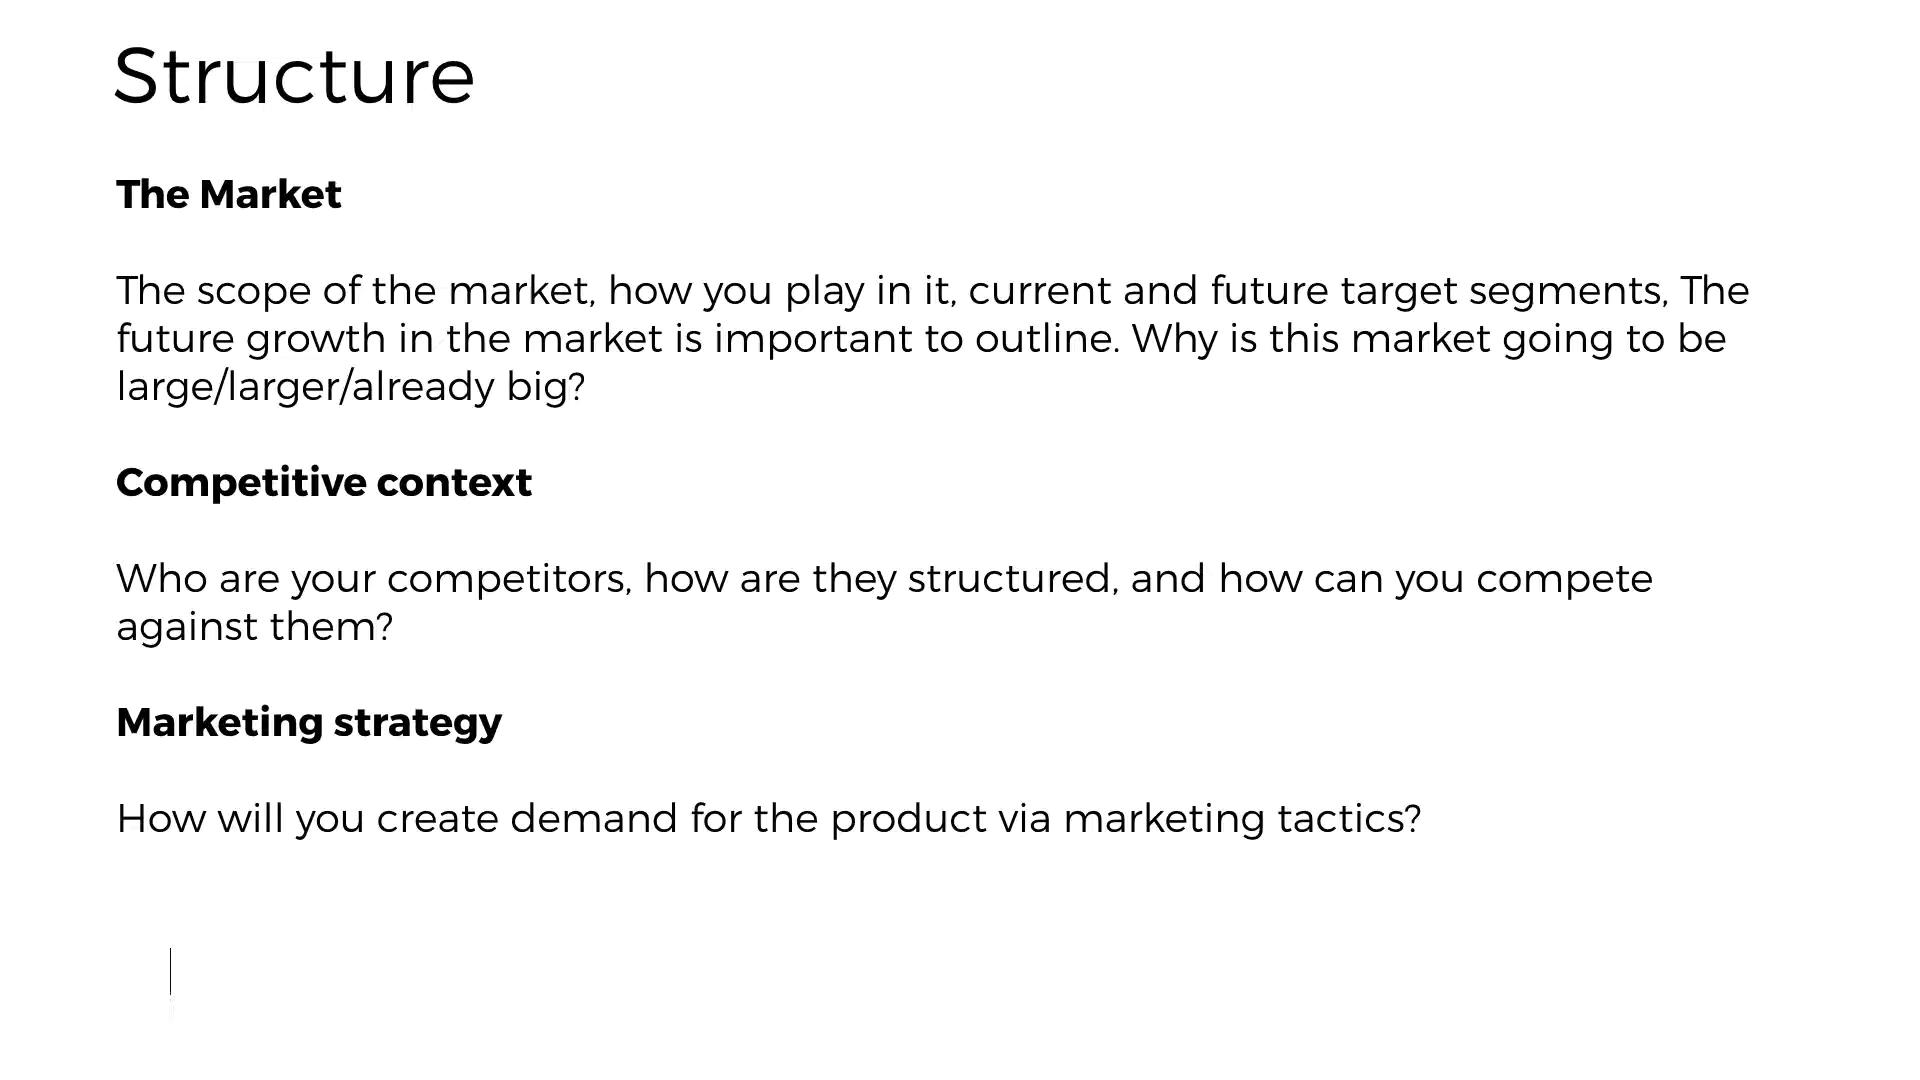 Structure
The Market
The scope of the market, how you play in it, current and future target segments, The
future growth in the market is important to outline. Why is this market going to be
large/larger/already big?
Competitive context
Who are your competitors, how are they structured, and how can you compete
against them?
Marketing strategy
How will you create demand for the product via marketing tactics?